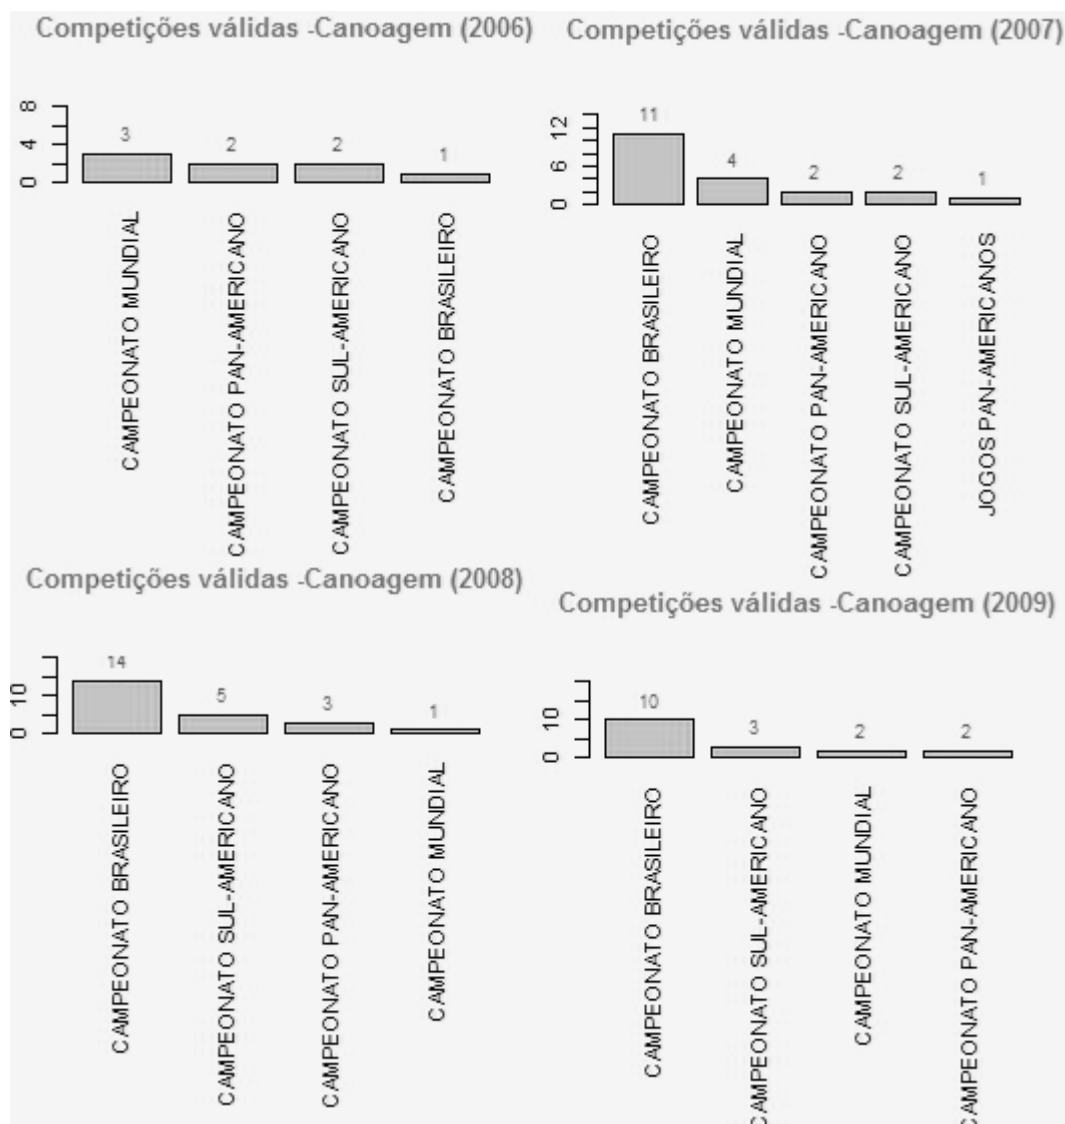 Competições válidas -Canoagem (2006)
8
4
0
3
2
2
1
CAMPEONATO MUNDIAL
CAMPEONATO PAN-AMERICANO
CAMPEONATO SUL-AMERICANO
CAMPEONATO BRASILEIRO
Competições válidas -Canoagem (2007)
12
6
0
11
4
2
2
1
CAMPEONATO BRASILEIRO
CAMPEONATO MUNDIAL
CAMPEONATO PAN-AMERICANO
CAMPEONATO SUL-AMERICANO
JOGOS PAN-AMERICANOS
Competições válidas -Canoagem (2008)
10
0
14
5
3
1
CAMPEONATO BRASILEIRO
CAMPEONATO SUL-AMERICANO
CAMPEONATO PAN-AMERICANO
CAMPEONATO MUNDIAL
Competições válidas -Canoagem (2009)
10
0
10
3
2
2
CAMPEONATO BRASILEIRO
CAMPEONATO SUL-AMERICANO
CAMPEONATO MUNDIAL
CAMPEONATO PAN-AMERICANO